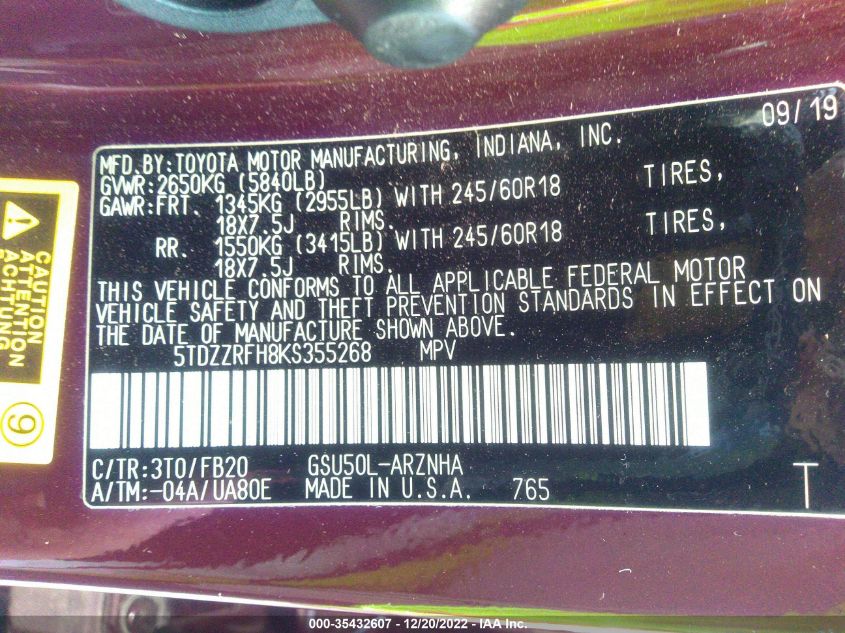 09/19
MFD.BY:TOYOTA MOTOR MANUFACTURING, INDIANA, INC.
GVWR:2650KG (5840LB)
GAWR:FRT. 1345KG (2955LB) WITH 245/60R18 TIRES,
18X7.5J RIMS.
RR. 1550KG (3415LB) WITH 245/60R18 TIRES,
18X7.5J RIMS.
THIS VEHICLE CONFORMS TO ALL APPLICABLE FEDERAL MOTOR
VEHICLE SAFETY AND THEFT PREVENTION STANDARDS IN EFFECT ON
THE DATE OF MANUFACTURE SHOWN ABOVE.
5TDZZRFH8KS355268 MPV
C/TR:3T0/FB20 GSU50L-ARZNHA
A/TM:-04A/UA80E MADE IN U.S.A. 765
T
CAUTION
ATTENTION
ACHTUNG
9
000-35432607 - 12/20/2022 - IAA Inc.